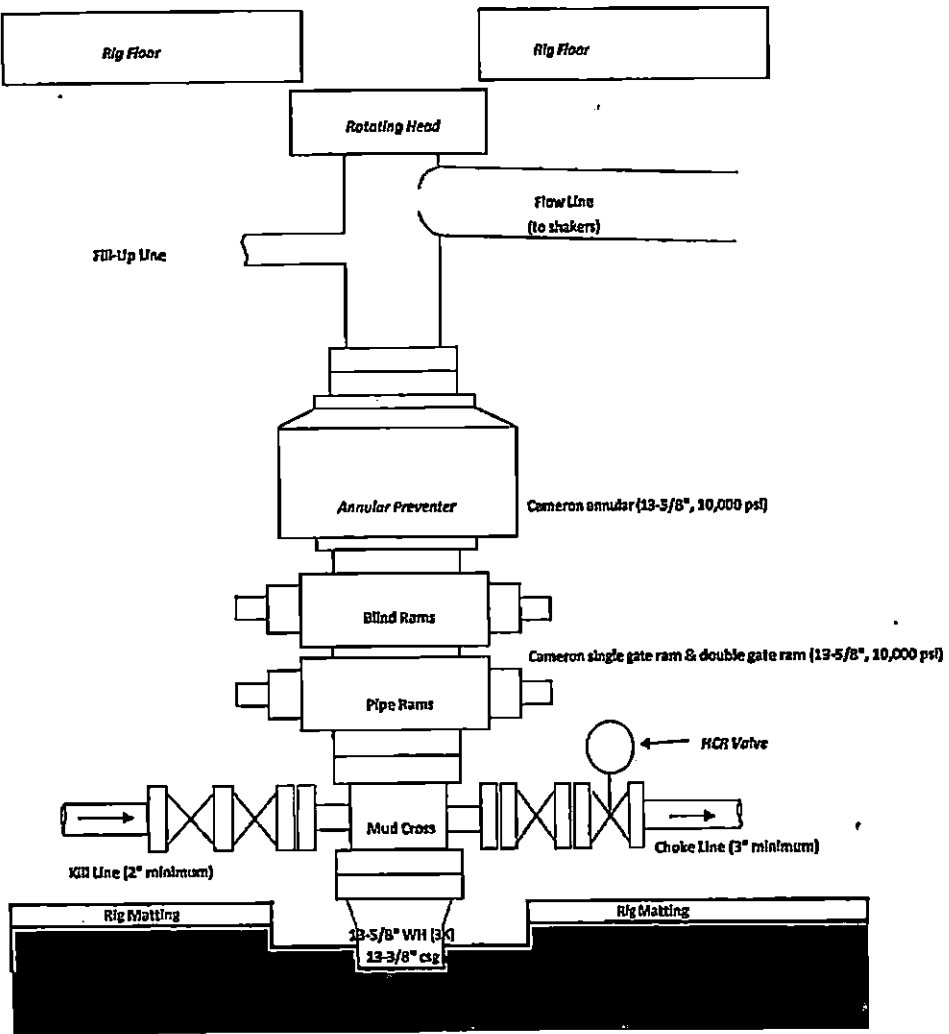 Rig Floor
Rig Floor
Rotating Head
Flow Line
(to shakers)
Fill-Up Line
Annular Preventer
Cameron annular (13-5/8", 10,000 psi)
Blind Rams
Cameron single gate ram & double gate ram (13-5/8", 10,000 psi)
Pipe Rams
HCR Valve
Mud Cross
Kill Line (2" minimum)
Choke Line (3" minimum)
Rig Matting
Rig Matting
13-5/8" WH (3K)
13-3/8" csg